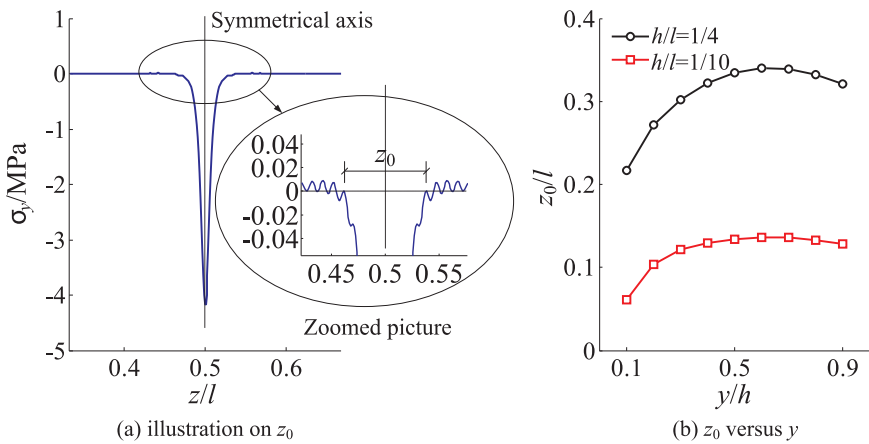 Symmetrical axis
1
0
-1
-2
-3
-4
-5
σy/MPa
0.4
0.5
0.6
z/l
z0
0.04
0.02
0
-0.02
-0.04
0.45
0.5
0.55
Zoomed picture
(a) illustration on z0
0.4
0.3
0.2
0.1
0
z0/l
h/l=1/4
h/l=1/10
0.1
0.5
0.9
y/h
(b) z0 versus y